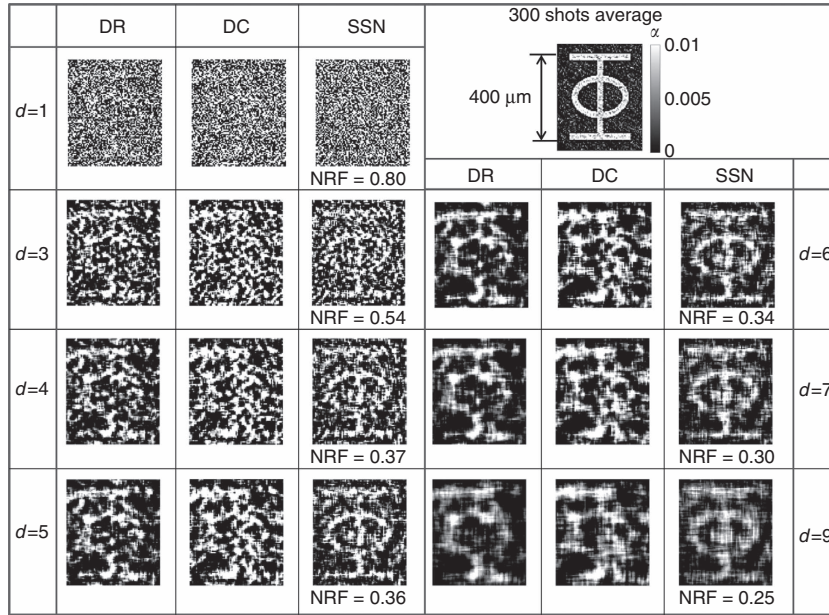 DR DC SSN
300 shots average
α
0.01
0.005
0
400 μm
d=1
NRF = 0.80
DR DC SSN
d=3
NRF = 0.54
d=6
NRF = 0.34
d=4
NRF = 0.37
d=7
NRF = 0.30
d=5
NRF = 0.36
d=9
NRF = 0.25